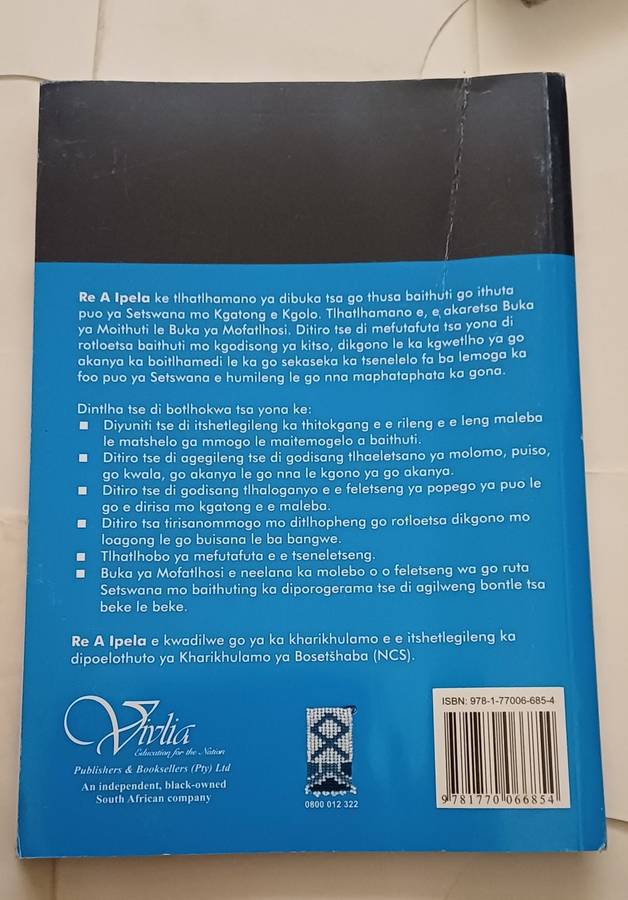 Re A Ipela ke tlhatlhamano ya dibuka tsa go thusa baithuti go ithuta
puo ya Setswana mo Kgatong e Kgolo. Tlhatlhamano e, e akaretsa Buka
ya Moithuti le Buka ya Mofatlhosi. Ditiro tse di mefutafuta tsa yona di
rotloetsa baithuti mo kgodisong ya kitso, dikgono le ka kgwetlho ya go
akanya ka boitlhamedi le ka go sekaseka ka tsenelelo fa ba lemoga ka
foo puo ya Setswana e humileng le go nna maphataphata ka gona.
Dintlha tse di botlhokwa tsa yona ke:
■ Diyuniti tse di itshetlegileng ka thitokgang e e rileng e e leng maleba
le matshelo ga mmogo le maitemogelo a baithuti.
■ Ditiro tse di agegileng tse di godisang tlhaeletsano ya molomo, puiso,
go kwala, go akanya le go nna le kgono ya go akanya.
■ Ditiro tse di godisang tlhaloganyo e e feletseng ya popego ya puo le
go e dirisa mo kgatong e e maleba.
■ Ditiro tsa tirisanommogo mo ditlhopheng go rotloetsa dikgono mo
loagong le go buisana le ba bangwe.
■ Tlhatlhobo ya mefutafuta e e tseneletseng.
■ Buka ya Mofatlhosi e neelana ka molebo o o feletseng wa go ruta
Setswana mo baithuting ka diporogerama tse di agilweng bontle tsa
beke le beke.
Re A Ipela e kwadilwe go ya ka kharikhulamo e e itshetlegileng ka
dipoelothuto ya Kharikhulamo ya Bosetšhaba (NCS).
Vivlia
Education for the Nation
Publishers & Booksellers (Pty) Ltd
An independent, black-owned
South African company
0800 012 322
ISBN: 978-1-77006-685-4
9 781770 066854